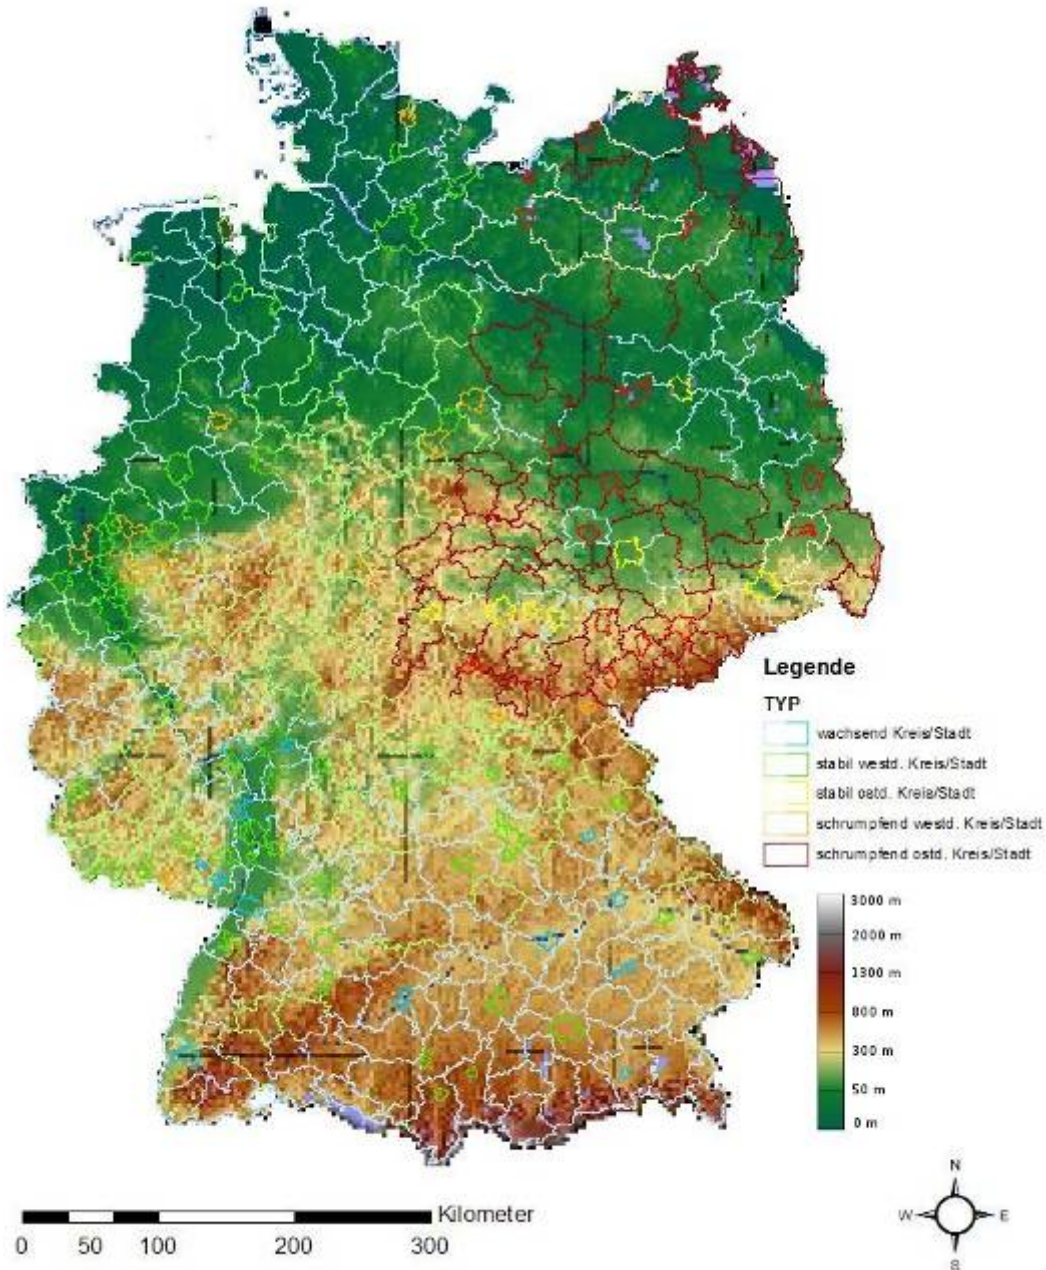 Legende
TYP
wachsend Kreis/Stadt
stabil westd. Kreis/Stadt
stabil ostd. Kreis/Stadt
schrumpfend westd. Kreis/Stadt
schrumpfend ostd. Kreis/Stadt
3000 m
2000 m
1300 m
800 m
300 m
50 m
0 m
Kilometer
0 50 100 200 300
N
W E
S